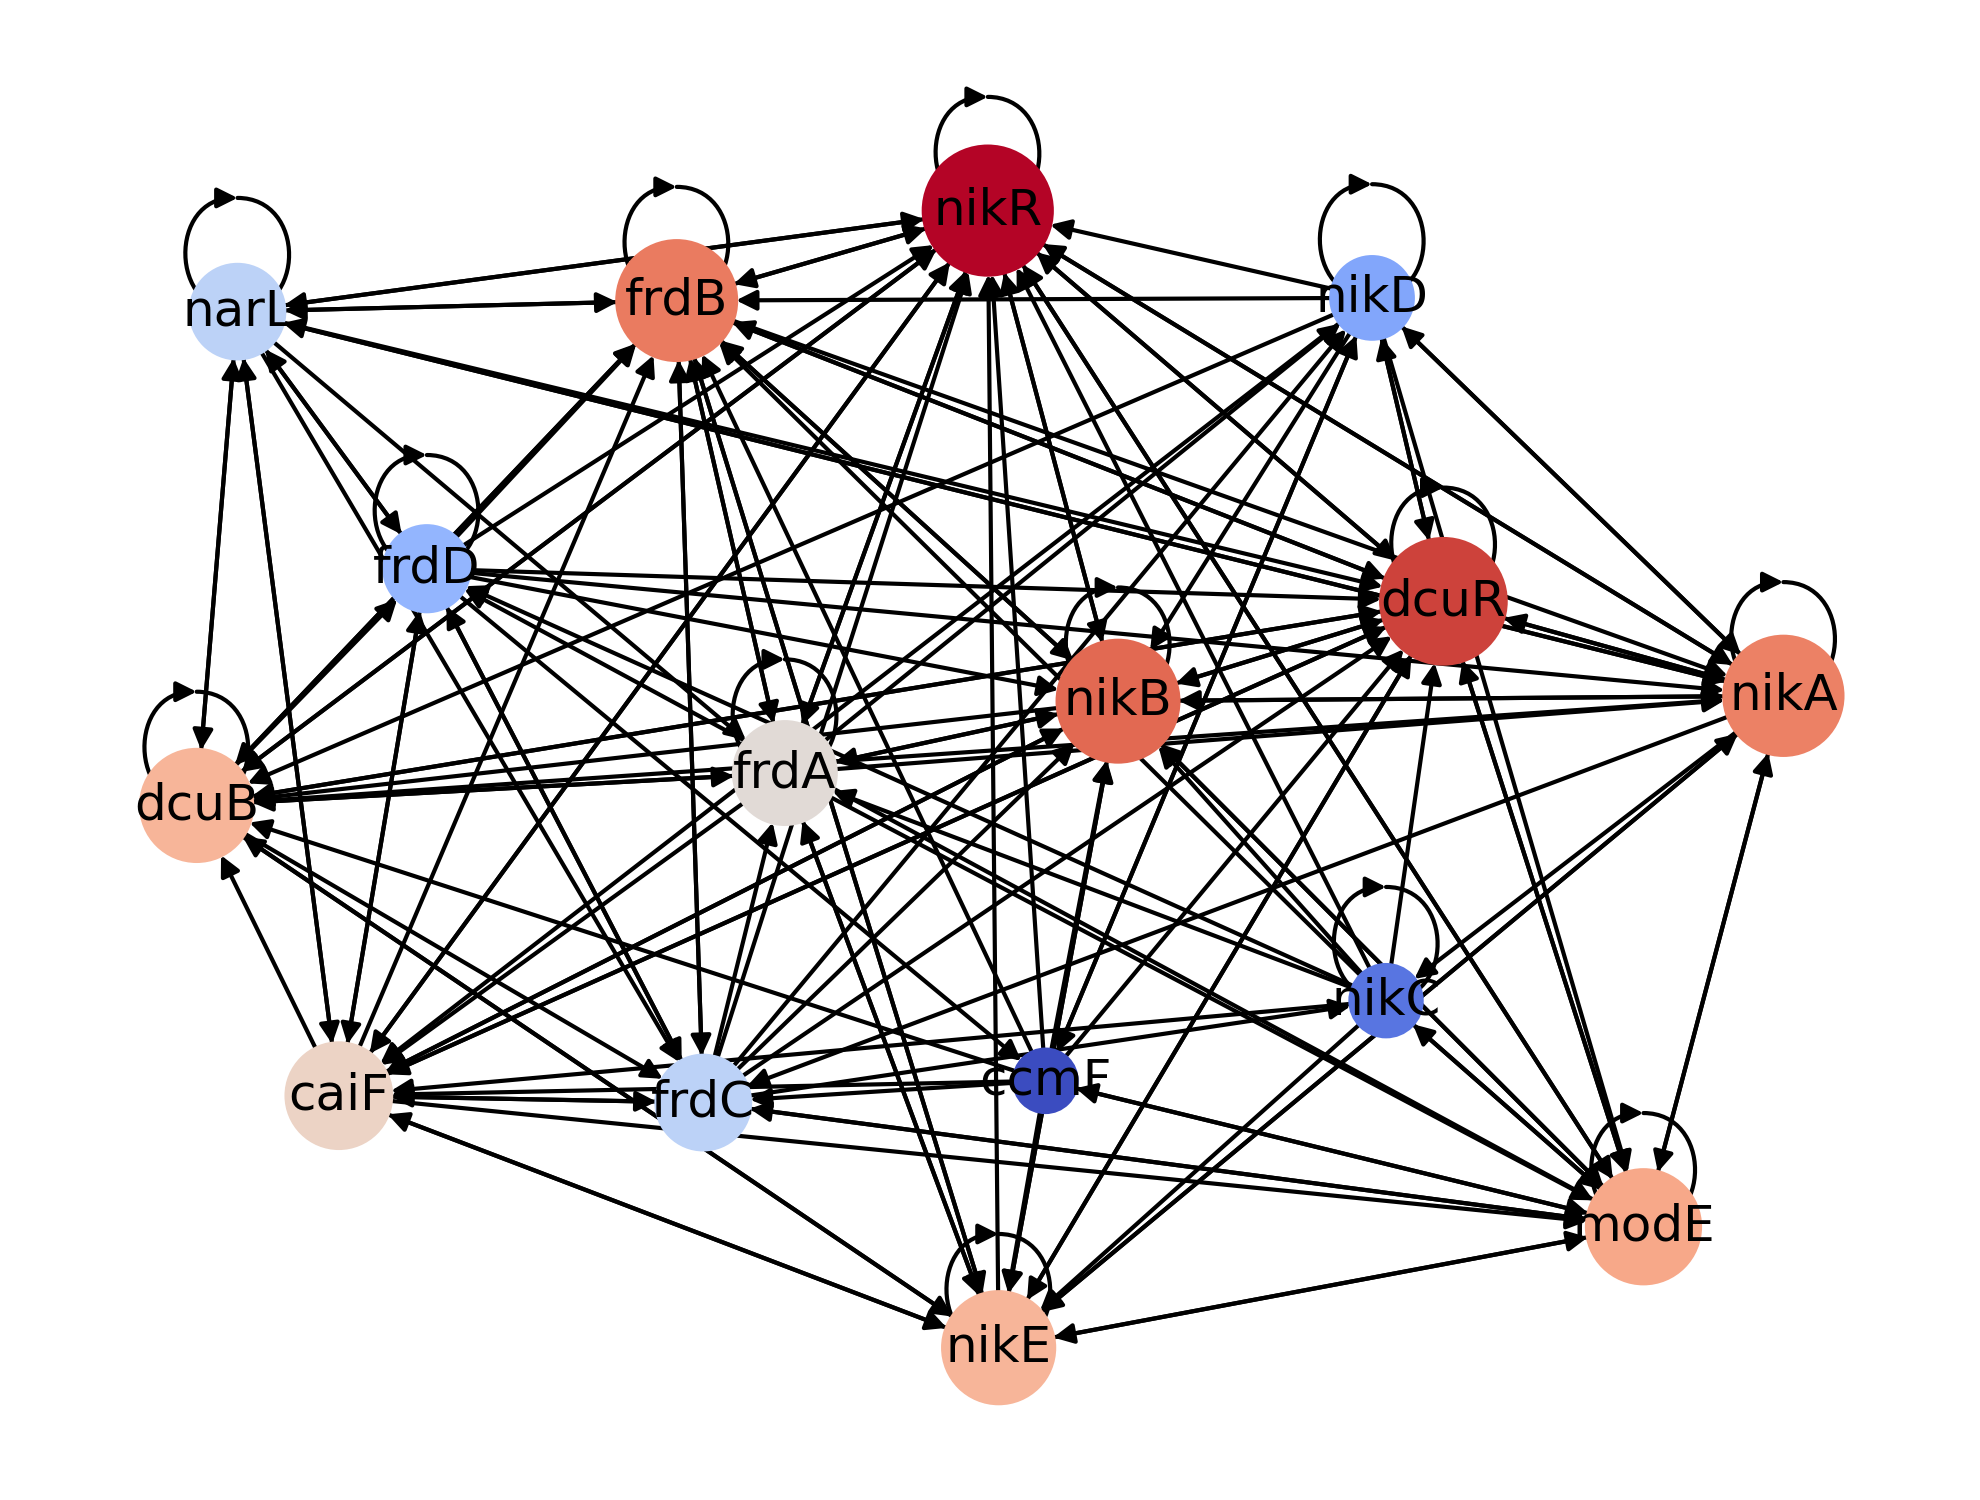 nikR
nikD
frdB
narL
frdD
dcuR
nikB
nikA
frdA
dcuB
nikC
ccmF
caiF
frdC
modE
nikE